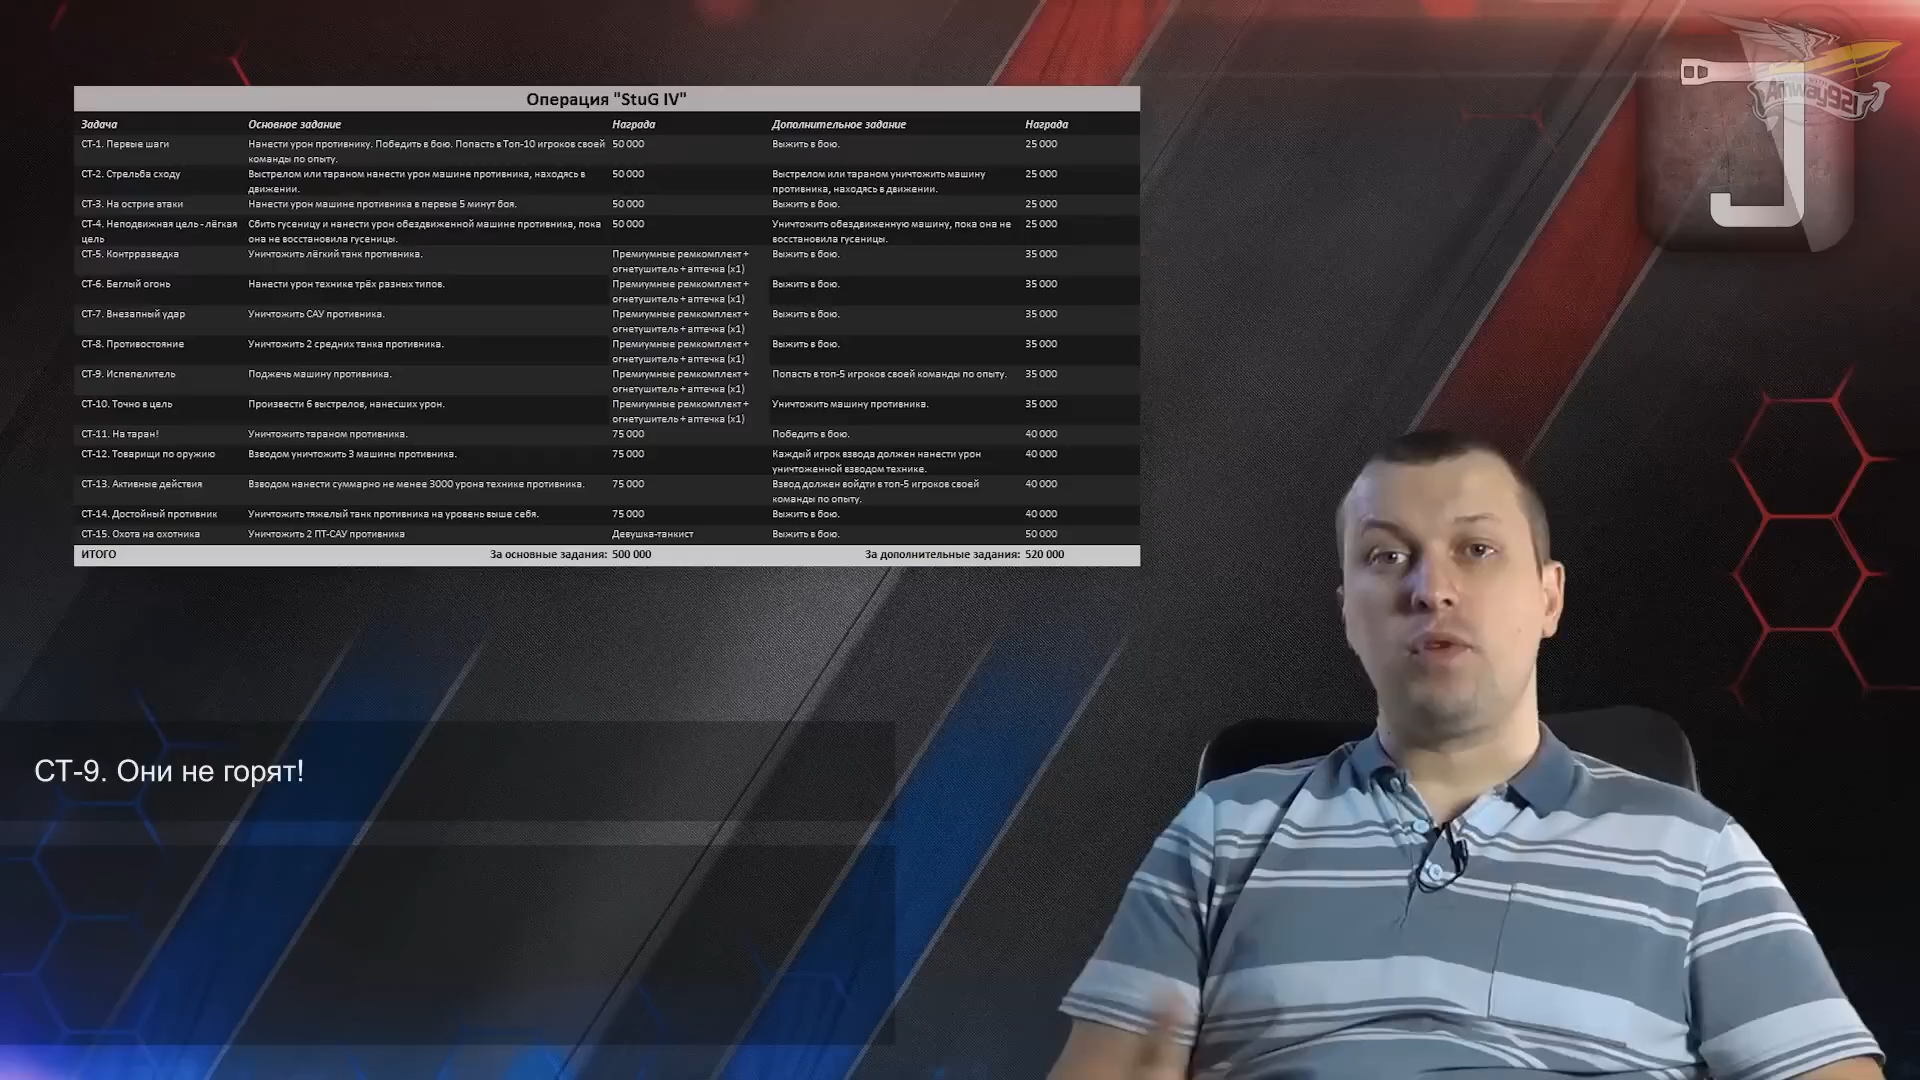 Операция "StuG IV"
Задача Основное задание Награда Дополнительное задание Награда
СТ-1. Первые шаги Нанести урон противнику. Победить в бою. Попасть в Топ-10 игроков своей 50 000 Выжить в бою. 25 000
команды по опыту.
СТ-2. Стрельба сходу Выстрелом или тараном нанести урон машине противника, находясь в 50 000 Выстрелом или тараном уничтожить машину 25 000
движении. противника, находясь в движении.
СТ-3. На острие атаки Нанести урон машине противника в первые 5 минут боя. 50 000 Выжить в бою. 25 000
СТ-4. Неподвижная цель - лёгкая Сбить гусеницу и нанести урон обездвиженной машине противника, пока 50 000 Уничтожить обездвиженную машину, пока она не 25 000
цель она не восстановила гусеницы. восстановила гусеницы.
СТ-5. Контрразведка Уничтожить лёгкий танк противника. Премиумные ремкомплект + Выжить в бою. 35 000
огнетушитель + аптечка (х1)
СТ-6. Беглый огонь Нанести урон технике трёх разных типов. Премиумные ремкомплект + Выжить в бою. 35 000
огнетушитель + аптечка (х1)
СТ-7. Внезапный удар Уничтожить САУ противника. Премиумные ремкомплект + Выжить в бою. 35 000
огнетушитель + аптечка (х1)
СТ-8. Противостояние Уничтожить 2 средних танка противника. Премиумные ремкомплект + Выжить в бою. 35 000
огнетушитель + аптечка (х1)
СТ-9. Испепелитель Поджечь машину противника. Премиумные ремкомплект + Попасть в топ-5 игроков своей команды по опыту. 35 000
огнетушитель + аптечка (х1)
СТ-10. Точно в цель Произвести 6 выстрелов, нанесших урон. Премиумные ремкомплект + Уничтожить машину противника. 35 000
огнетушитель + аптечка (х1)
СТ-11. На таран! Уничтожить тараном противника. 75 000 Победить в бою. 40 000
СТ-12. Товарищи по оружию Взводом уничтожить 3 машины противника. 75 000 Каждый игрок взвода должен нанести урон 40 000
уничтоженной взводом технике.
СТ-13. Активные действия Взводом нанести суммарно не менее 3000 урона технике противника. 75 000 Взвод должен войти в топ-5 игроков своей 40 000
команды по опыту.
СТ-14. Достойный противник Уничтожить тяжелый танк противника на уровень выше себя. 75 000 Выжить в бою. 40 000
СТ-15. Охота на охотника Уничтожить 2 ПТ-САУ противника Девушка-танкист Выжить в бою. 50 000
ИТОГО За основные задания: 500 000 За дополнительные задания: 520 000
J
Amway921
СТ-9. Они не горят!